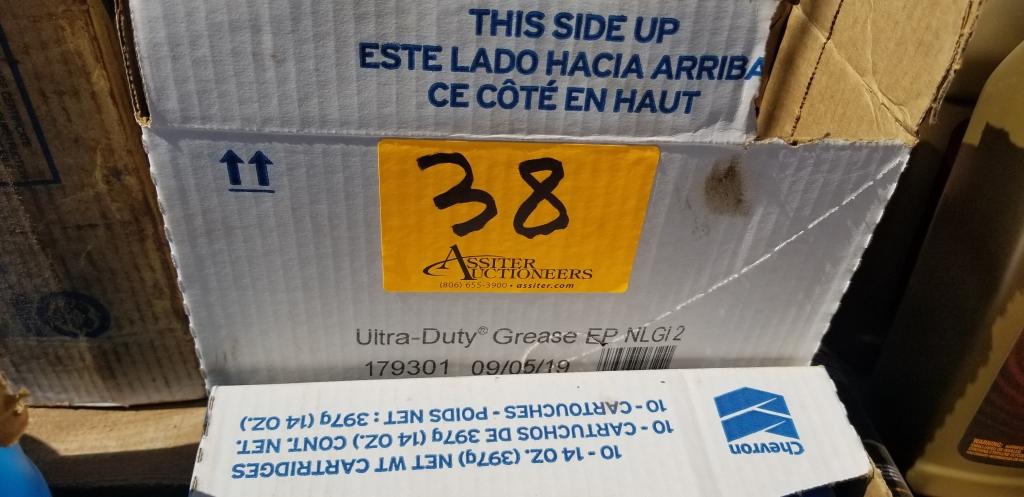 THIS SIDE UP
ESTE LADO HACIA ARRIBA
CE CÔTÉ EN HAUT
38
ASSITER
AUCTIONEERS
(806) 655-3900 • assiter.com
Ultra-Duty® Grease EP NLGI 2
179301 09/05/19
10 - 14 OZ. (397g) NET WT CARTRIDGES
10 - CARTUCHOS DE 397g (14 OZ.) CONT. NET.
10 - CARTOUCHES - POIDS NET : 397g (14 OZ.)
Chevron
WARNING: